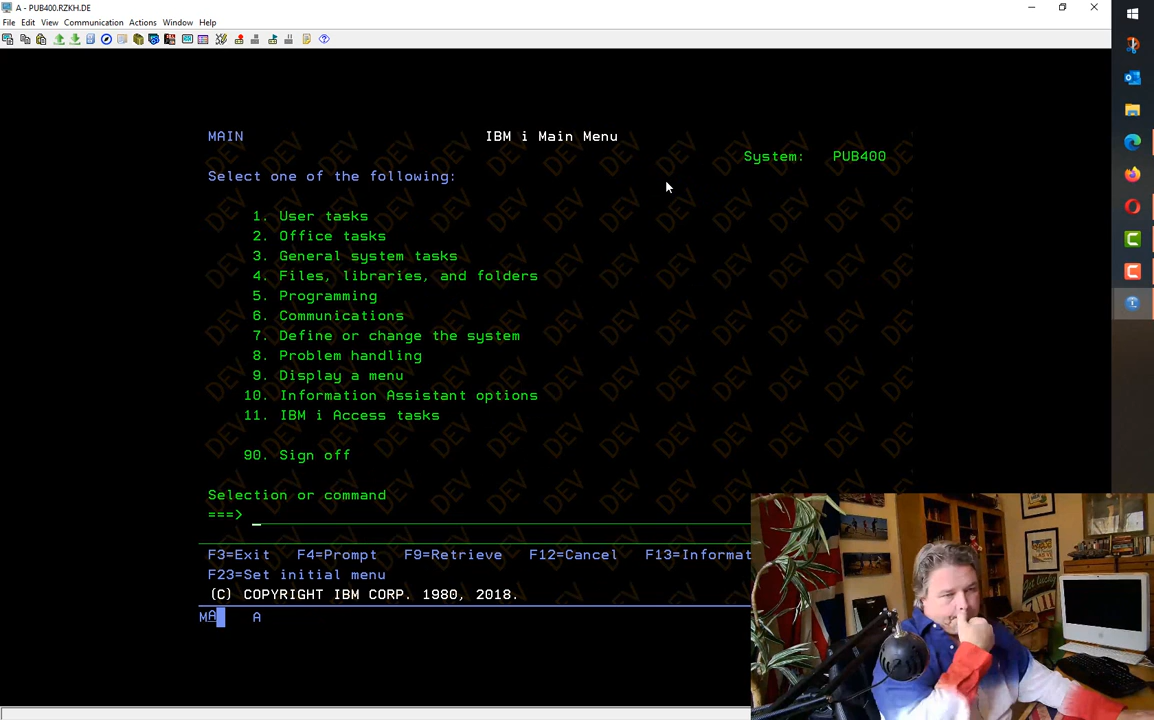 A - PUB400.RZKH.DE
File Edit View Communication Actions Window Help
MAIN IBM i Main Menu
System: PUB400
Select one of the following:
1. User tasks
2. Office tasks
3. General system tasks
4. Files, libraries, and folders
5. Programming
6. Communications
7. Define or change the system
8. Problem handling
9. Display a menu
10. Information Assistant options
11. IBM i Access tasks
90. Sign off
Selection or command
===>
F3=Exit F4=Prompt F9=Retrieve F12=Cancel F13=Informat
F23=Set initial menu
(C) COPYRIGHT IBM CORP. 1980, 2018.
MA A